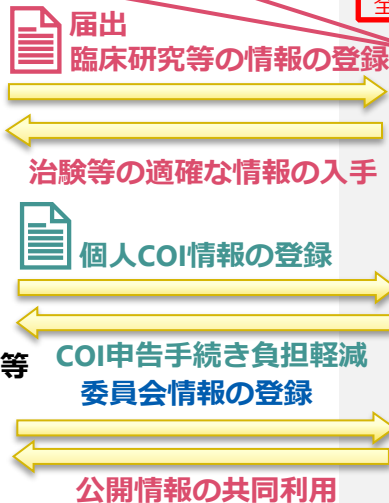 全
届出
臨床研究等の情報の登録
治験等の適確な情報の入手
個人COI情報の登録
等
COI申告手続き負担軽減
委員会情報の登録
公開情報の共同利用